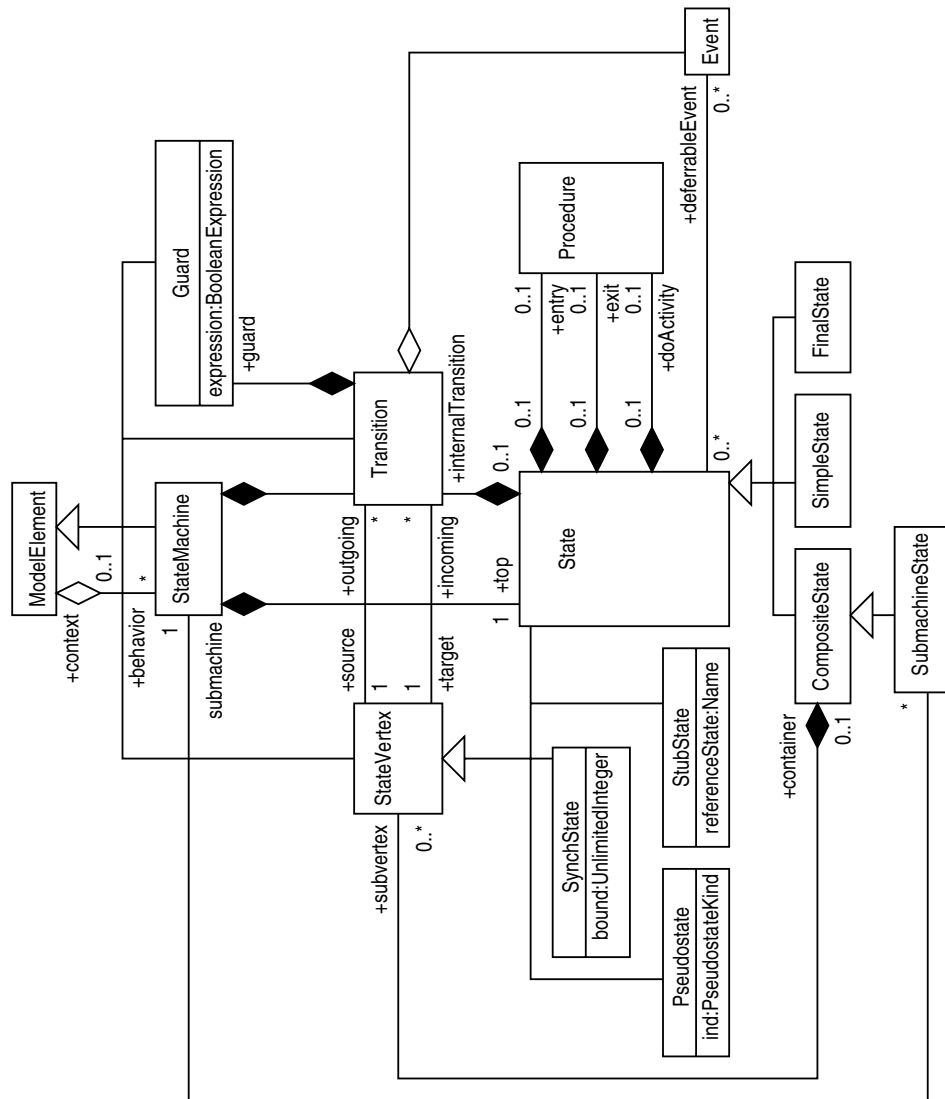 ModelElement
+context
0..1
+behavior
*
StateMachine
1
submachine
Guard
expression:BooleanExpression
+guard
StateVertex
+subvertex
0..*
+source
1
+outgoing
*
+target
1
+incoming
*
Transition
+internalTransition
0..1
+top
1
State
0..1
0..1
+entry
0..1
0..1
+exit
0..1
0..1
+doActivity
Procedure
Event
+deferrableEvent
0..*
0..*
SynchState
bound:UnlimitedInteger
Pseudostate
ind:PseudostateKind
StubState
referenceState:Name
+container
0..1
CompositeState
SimpleState
FinalState
SubmachineState
*